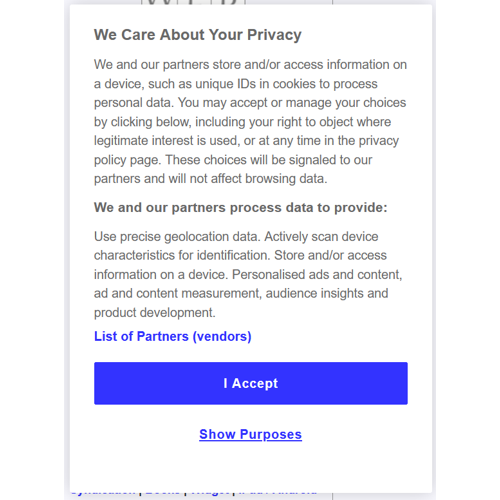 We Care About Your Privacy
We and our partners store and/or access information on
a device, such as unique IDs in cookies to process
personal data. You may accept or manage your choices
by clicking below, including your right to object where
legitimate interest is used, or at any time in the privacy
policy page. These choices will be signaled to our
partners and will not affect browsing data.
We and our partners process data to provide:
Use precise geolocation data. Actively scan device
characteristics for identification. Store and/or access
information on a device. Personalised ads and content,
ad and content measurement, audience insights and
product development.
List of Partners (vendors)
I Accept
Show Purposes